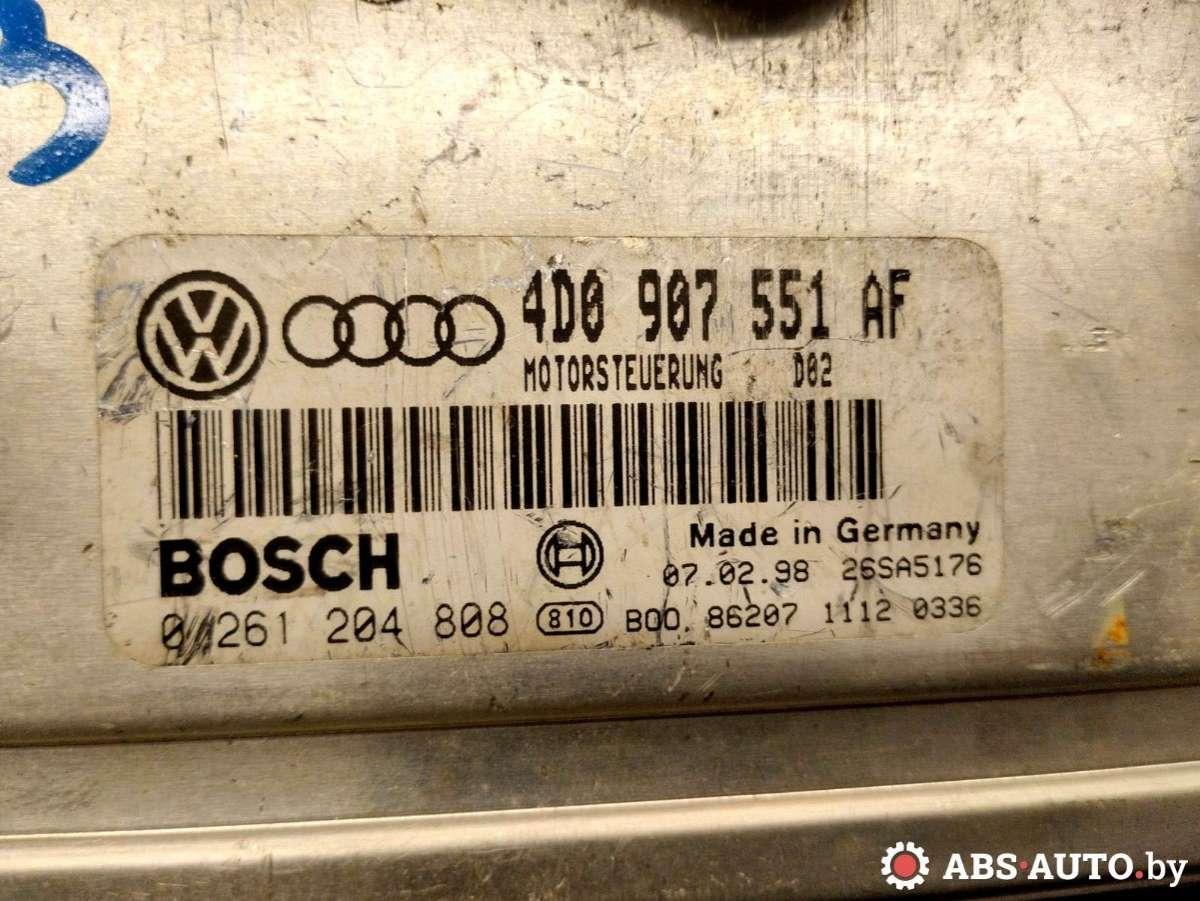 3
4D0 907 551 AF
MOTORSTEUERUNG D02
BOSCH
Made in Germany
07.02.98 26SA5176
0 261 204 808 810 B00 86207 1112 0336
ABS·AUTO.by